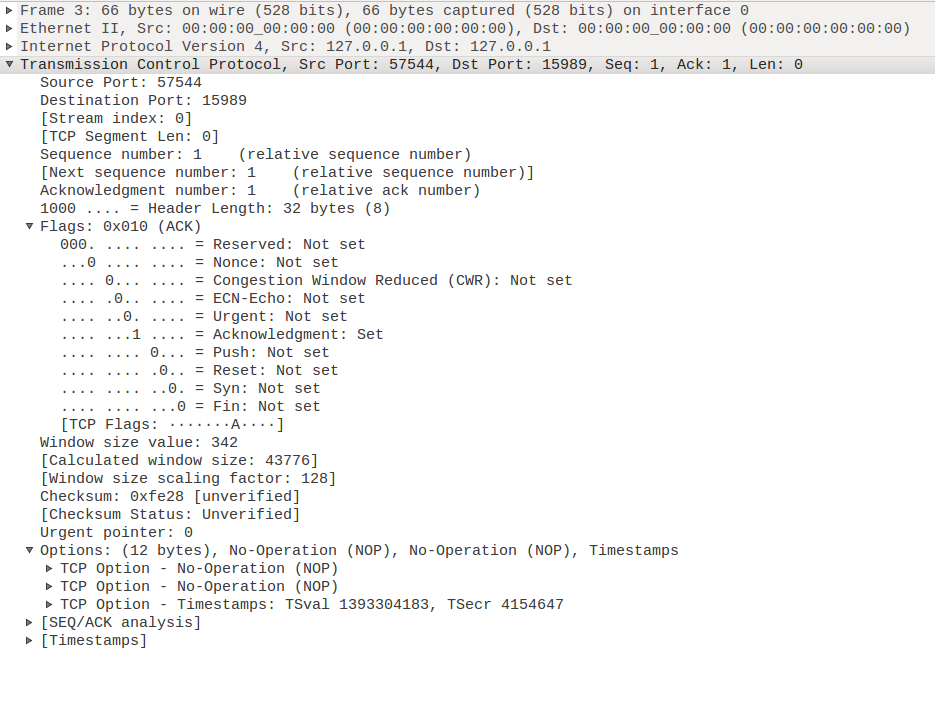 Frame 3: 66 bytes on wire (528 bits), 66 bytes captured (528 bits) on interface 0
Ethernet II, Src: 00:00:00_00:00:00 (00:00:00:00:00:00), Dst: 00:00:00_00:00:00 (00:00:00:00:00:00)
Internet Protocol Version 4, Src: 127.0.0.1, Dst: 127.0.0.1
Transmission Control Protocol, Src Port: 57544, Dst Port: 15989, Seq: 1, Ack: 1, Len: 0
Source Port: 57544
Destination Port: 15989
[Stream index: 0]
[TCP Segment Len: 0]
Sequence number: 1    (relative sequence number)
[Next sequence number: 1    (relative sequence number)]
Acknowledgment number: 1    (relative ack number)
1000 .... = Header Length: 32 bytes (8)
Flags: 0x010 (ACK)
000. .... .... = Reserved: Not set
...0 .... .... = Nonce: Not set
.... 0... .... = Congestion Window Reduced (CWR): Not set
.... .0.. .... = ECN-Echo: Not set
.... ..0. .... = Urgent: Not set
.... ...1 .... = Acknowledgment: Set
.... .... 0... = Push: Not set
.... .... .0.. = Reset: Not set
.... .... ..0. = Syn: Not set
.... .... ...0 = Fin: Not set
[TCP Flags: ·······A····]
Window size value: 342
[Calculated window size: 43776]
[Window size scaling factor: 128]
Checksum: 0xfe28 [unverified]
[Checksum Status: Unverified]
Urgent pointer: 0
Options: (12 bytes), No-Operation (NOP), No-Operation (NOP), Timestamps
TCP Option - No-Operation (NOP)
TCP Option - No-Operation (NOP)
TCP Option - Timestamps: TSval 1393304183, TSecr 4154647
[SEQ/ACK analysis]
[Timestamps]